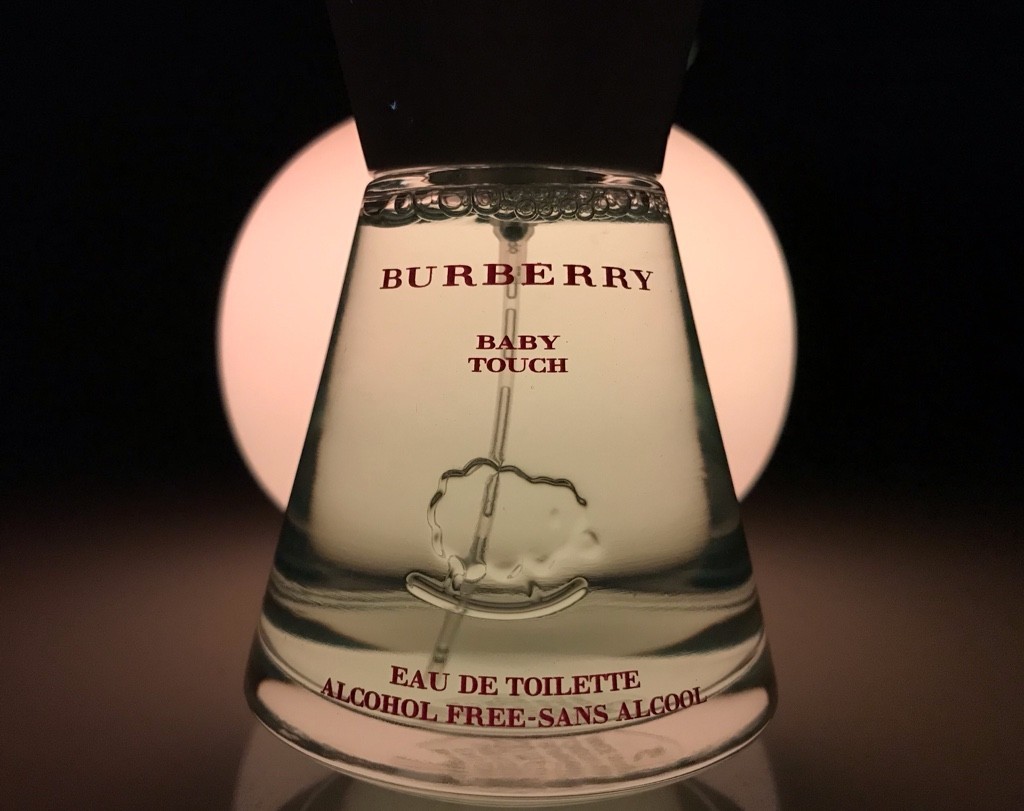 BURBERRY
BABY
TOUCH
EAU DE TOILETTE
ALCOHOL FREE-SANS ALCOOL